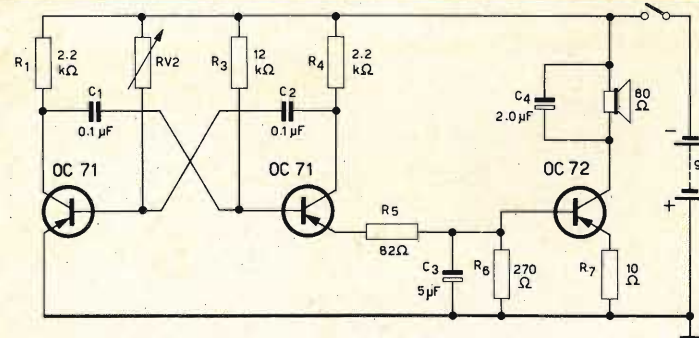 R1 2.2 kΩ
RV2
R3 12 kΩ
R4 2.2 kΩ
C1
0.1 µF
C2
0.1 µF
C4
2.0 µF
80 Ω
OC 71
OC 71
OC 72
R5
82Ω
C3
5µF
R6 270 Ω
R7 10 Ω
−
+
9